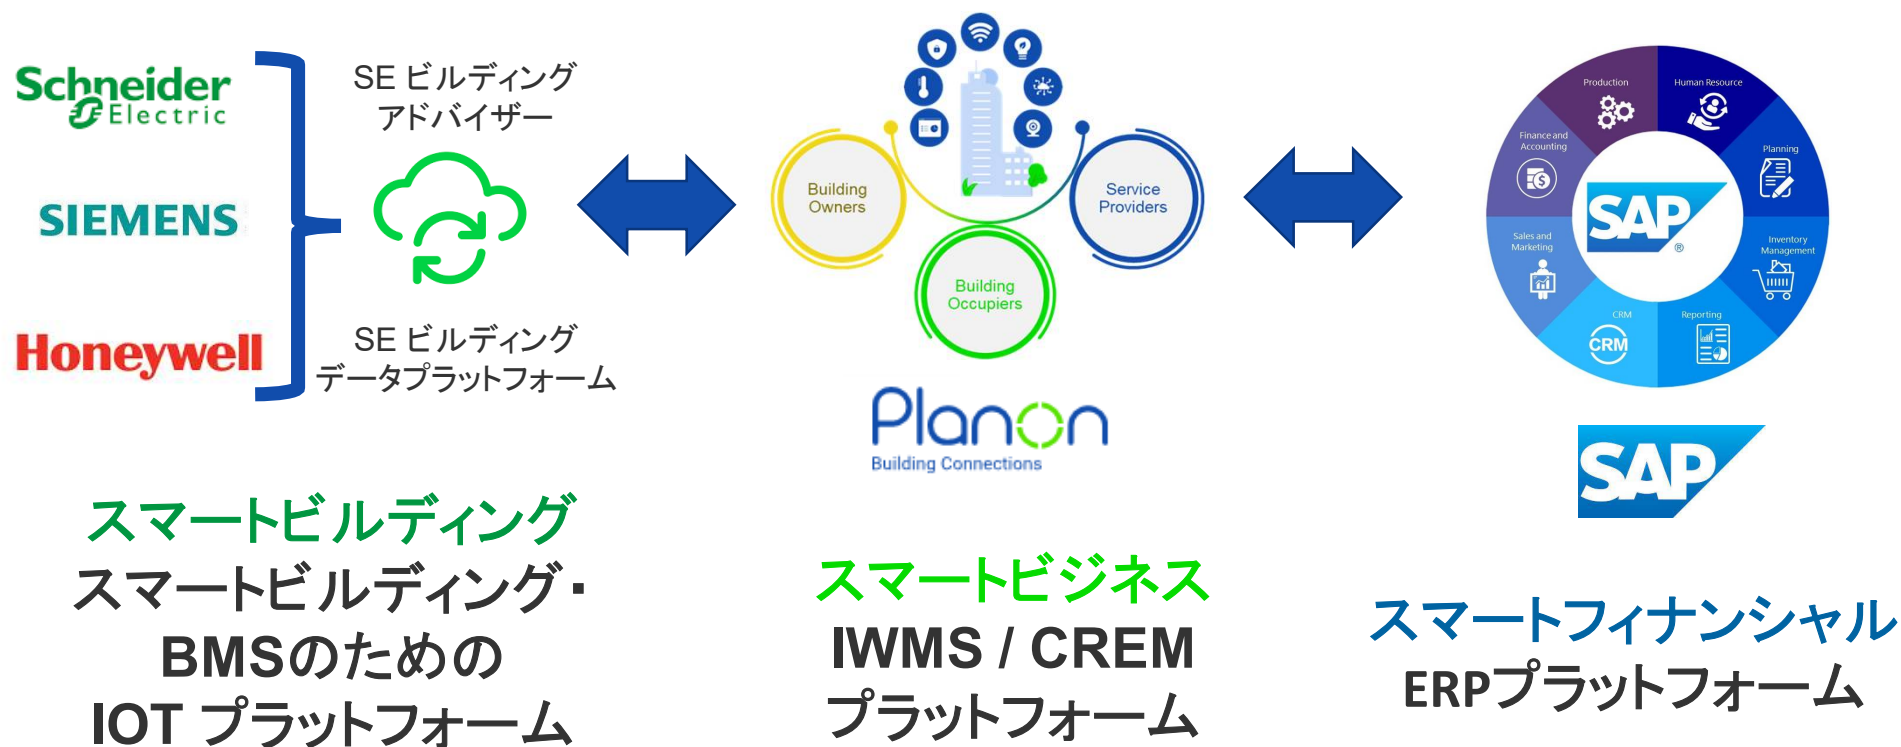 Schneider
Electric
SIEMENS
Honeywell
SE ビルディング
アドバイザー
SE ビルディング
データプラットフォーム
スマートビルディング
スマートビルディング・
BMSのための
IOT プラットフォーム
Building
Owners
Building
Occupiers
Service
Providers
Planon
Building Connections
スマートビジネス
IWMS / CREM
プラットフォーム
Production
Human Resource
Finance and
Accounting
Planning
Sales and
Marketing
Inventory
Management
CRM
CRM
Reporting
SAP
®
SAP
スマートフィナンシャル
ERPプラットフォーム